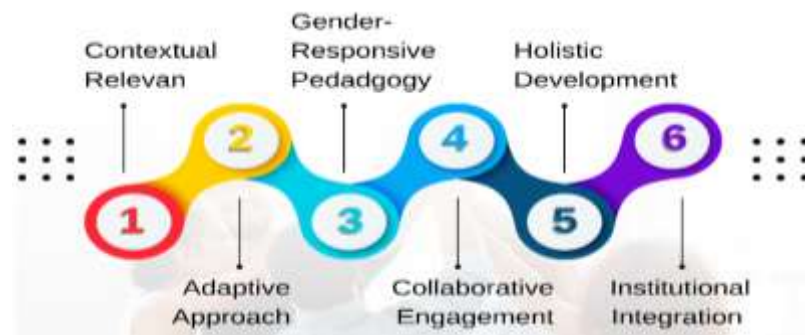 Contextual
Relevan
Gender-
Responsive
Pedadgogy
Holistic
Development
1
2
3
4
5
6
Adaptive
Approach
Collaborative
Engagement
Institutional
Integration